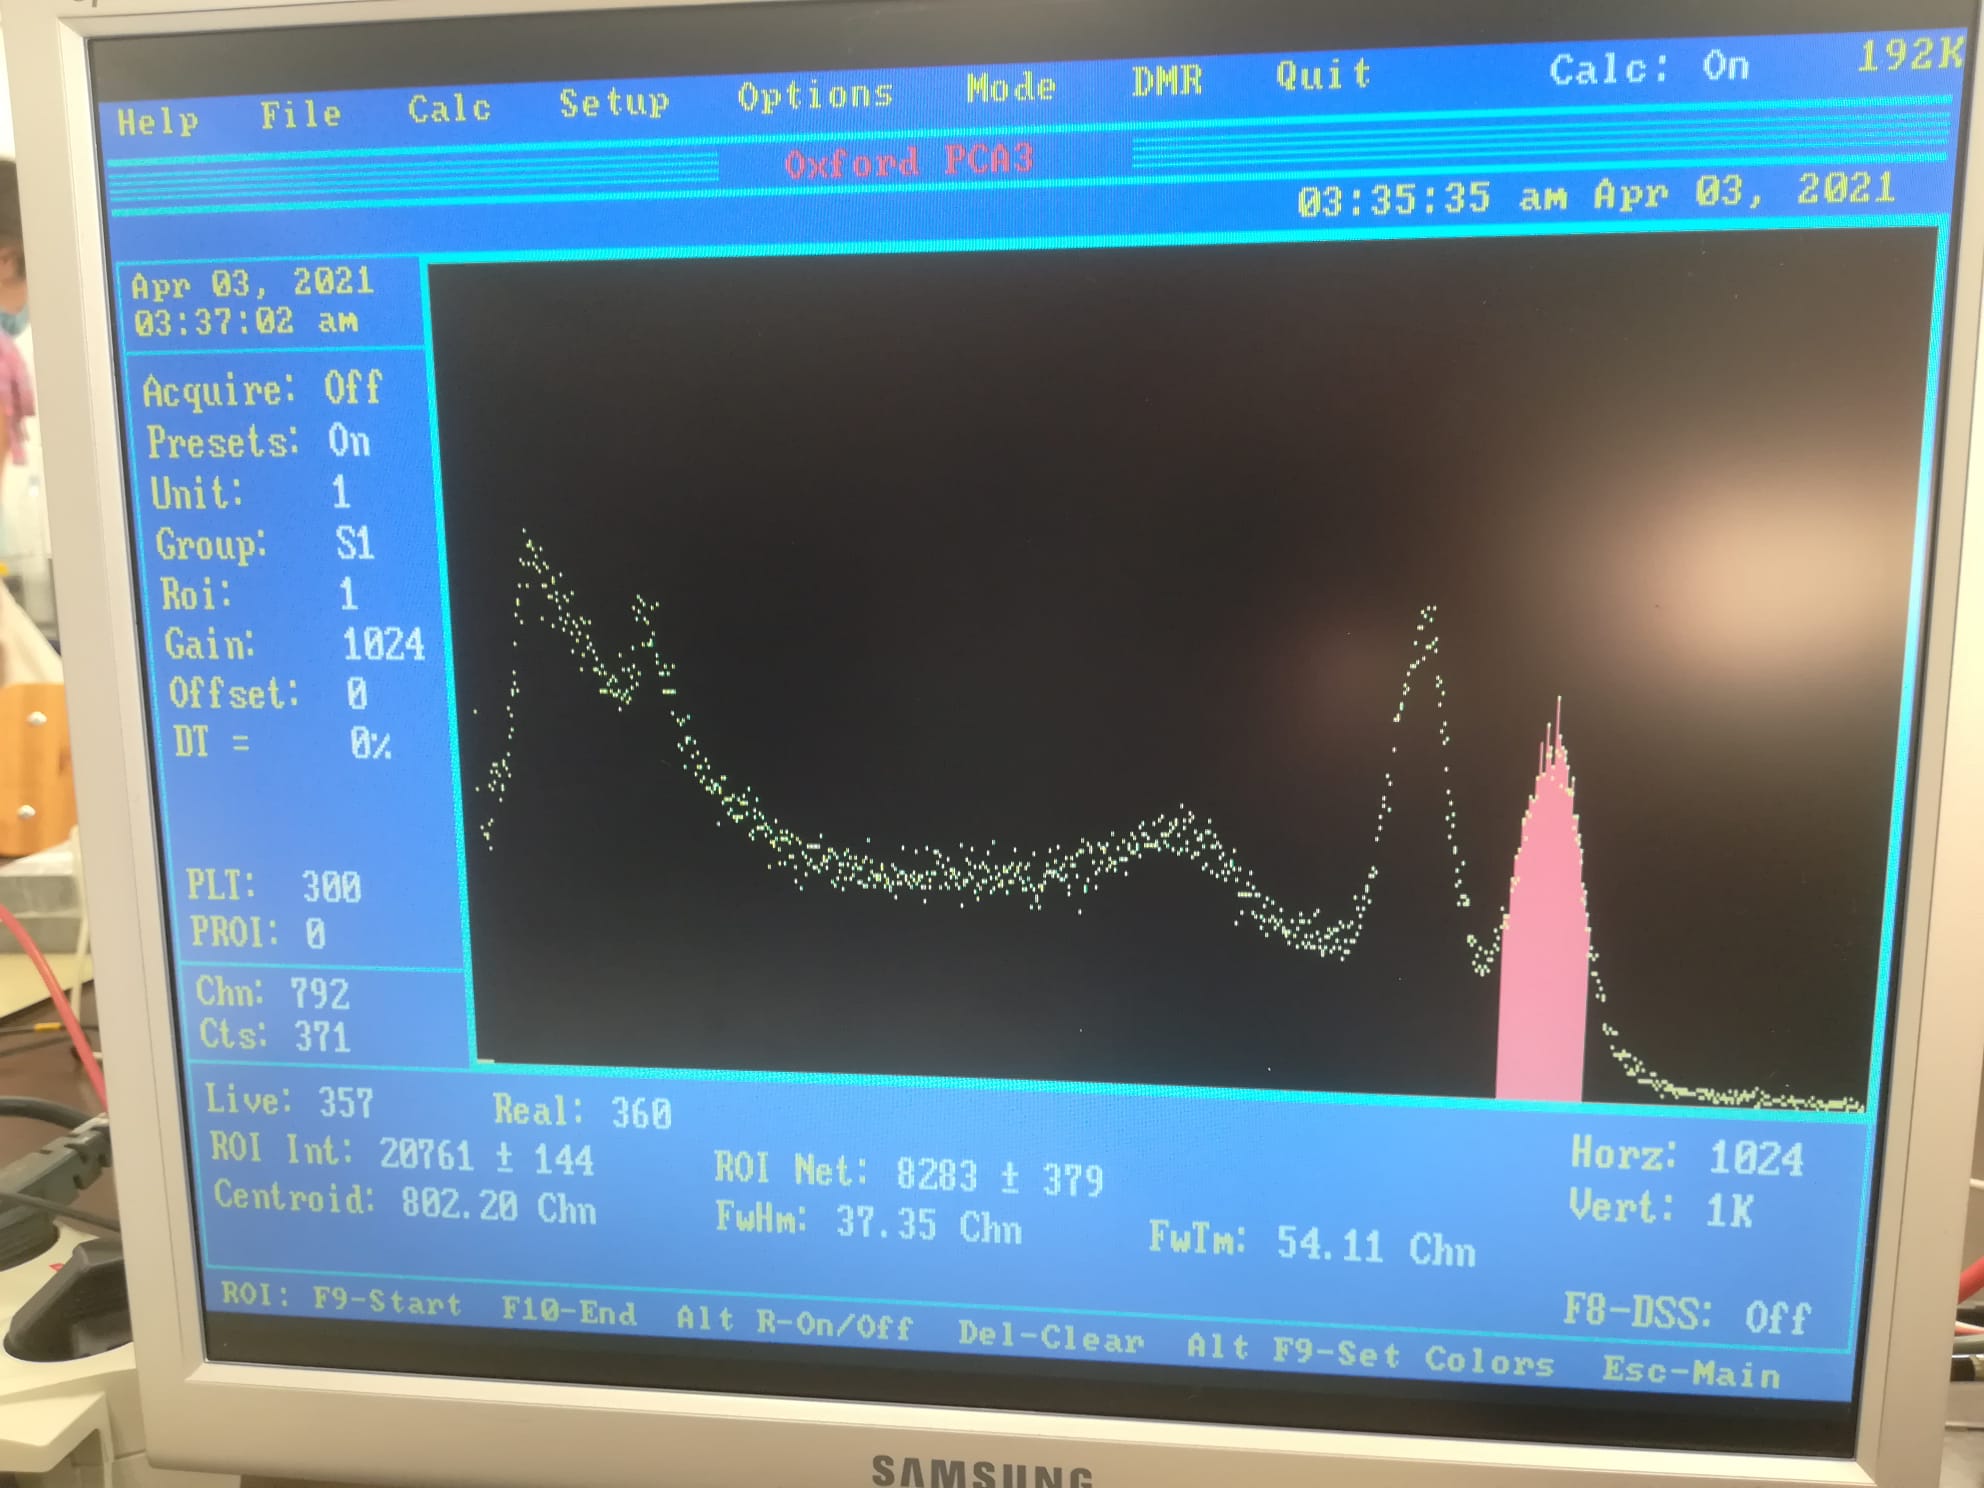 Help File Calc Setup Options Mode DMR Quit Calc: On 192K
Oxford PCA3
03:35:35 am Apr 03, 2021
Apr 03, 2021
03:37:02 am
Acquire: Off
Presets: On
Unit: 1
Group: S1
Roi: 1
Gain: 1024
Offset: 0
DT = 0%
PLT: 300
PROI: 0
Chn: 792
Cts: 371
Live: 357 Real: 360
ROI Int: 20761 ± 144 ROI Net: 8283 ± 379 Horz: 1024
Centroid: 802.20 Chn FwHm: 37.35 Chn FwTm: 54.11 Chn Vert: 1K
F8-DSS: Off
ROI: F9-Start F10-End Alt R-On/Off Del-Clear Alt F9-Set Colors Esc-Main
SAMSUNG